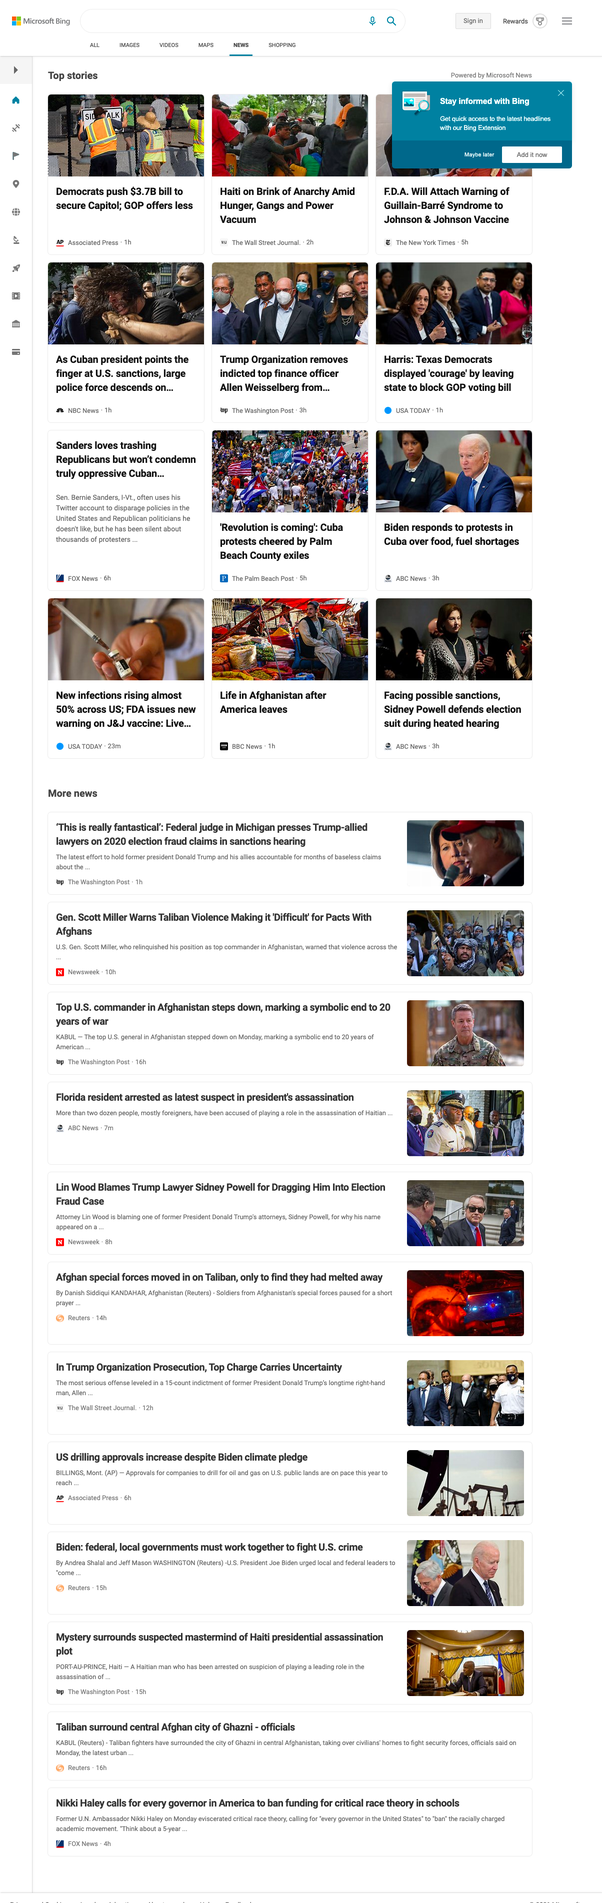 Microsoft Bing
Sign in
Rewards
ALL
IMAGES
VIDEOS
MAPS
NEWS
SHOPPING
Top stories
Powered by Microsoft News
Stay informed with Bing
Get quick access to the latest headlines
with our Bing Extension
Maybe later
Add it now
Democrats push $3.7B bill to
secure Capitol; GOP offers less
AP Associated Press · 1h
Haiti on Brink of Anarchy Amid
Hunger, Gangs and Power
Vacuum
The Wall Street Journal. · 2h
F.D.A. Will Attach Warning of
Guillain-Barré Syndrome to
Johnson & Johnson Vaccine
The New York Times · 5h
As Cuban president points the
finger at U.S. sanctions, large
police force descends on...
NBC News · 1h
Trump Organization removes
indicted top finance officer
Allen Weisselberg from...
wp The Washington Post · 3h
Harris: Texas Democrats
displayed 'courage' by leaving
state to block GOP voting bill
USA TODAY · 1h
Sanders loves trashing
Republicans but won't condemn
truly oppressive Cuban...
Sen. Bernie Sanders, I-Vt., often uses his
Twitter account to disparage policies in the
United States and Republican politicians he
doesn't like, but he has been silent about
thousands of protesters ...
FOX News · 6h
'Revolution is coming': Cuba
protests cheered by Palm
Beach County exiles
The Palm Beach Post · 5h
Biden responds to protests in
Cuba over food, fuel shortages
ABC News · 3h
New infections rising almost
50% across US; FDA issues new
warning on J&J vaccine: Live...
USA TODAY · 23m
Life in Afghanistan after
America leaves
BBC News · 1h
Facing possible sanctions,
Sidney Powell defends election
suit during heated hearing
ABC News · 3h
More news
'This is really fantastical': Federal judge in Michigan presses Trump-allied
lawyers on 2020 election fraud claims in sanctions hearing
The latest effort to hold former president Donald Trump and his allies accountable for months of baseless claims
about the ...
wp The Washington Post · 1h
Gen. Scott Miller Warns Taliban Violence Making it 'Difficult' for Pacts With
Afghans
U.S. Gen. Scott Miller, who relinquished his position as top commander in Afghanistan, warned that violence across the
...
N Newsweek · 10h
Top U.S. commander in Afghanistan steps down, marking a symbolic end to 20
years of war
KABUL — The top U.S. general in Afghanistan stepped down on Monday, marking a symbolic end to 20 years of
American ...
wp The Washington Post · 16h
Florida resident arrested as latest suspect in president's assassination
More than two dozen people, mostly foreigners, have been accused of playing a role in the assassination of Haitian ...
ABC News · 7m
Lin Wood Blames Trump Lawyer Sidney Powell for Dragging Him Into Election
Fraud Case
Attorney Lin Wood is blaming one of former President Donald Trump's attorneys, Sidney Powell, for why his name
appeared on a ...
N Newsweek · 8h
Afghan special forces moved in on Taliban, only to find they had melted away
By Danish Siddiqui KANDAHAR, Afghanistan (Reuters) - Soldiers from Afghanistan's special forces paused for a short
prayer ...
Reuters · 14h
In Trump Organization Prosecution, Top Charge Carries Uncertainty
The most serious offense leveled in a 15-count indictment of former President Donald Trump's longtime right-hand
man, Allen ...
The Wall Street Journal. · 12h
US drilling approvals increase despite Biden climate pledge
BILLINGS, Mont. (AP) — Approvals for companies to drill for oil and gas on U.S. public lands are on pace this year to
reach ...
AP Associated Press · 6h
Biden: federal, local governments must work together to fight U.S. crime
By Andrea Shalal and Jeff Mason WASHINGTON (Reuters) -U.S. President Joe Biden urged local and federal leaders to
"come ...
Reuters · 15h
Mystery surrounds suspected mastermind of Haiti presidential assassination
plot
PORT-AU-PRINCE, Haiti — A Haitian man who has been arrested on suspicion of playing a leading role in the
assassination of ...
wp The Washington Post · 15h
Taliban surround central Afghan city of Ghazni - officials
KABUL (Reuters) - Taliban fighters have surrounded the city of Ghazni in central Afghanistan, taking over civilians' homes to fight security forces, officials said on
Monday, the latest urban ...
Reuters · 16h
Nikki Haley calls for every governor in America to ban funding for critical race theory in schools
Former U.N. Ambassador Nikki Haley on Monday eviscerated critical race theory, calling for "every governor in the United States" to "ban" the racially charged
academic movement. "Think about a 5-year ...
FOX News · 4h